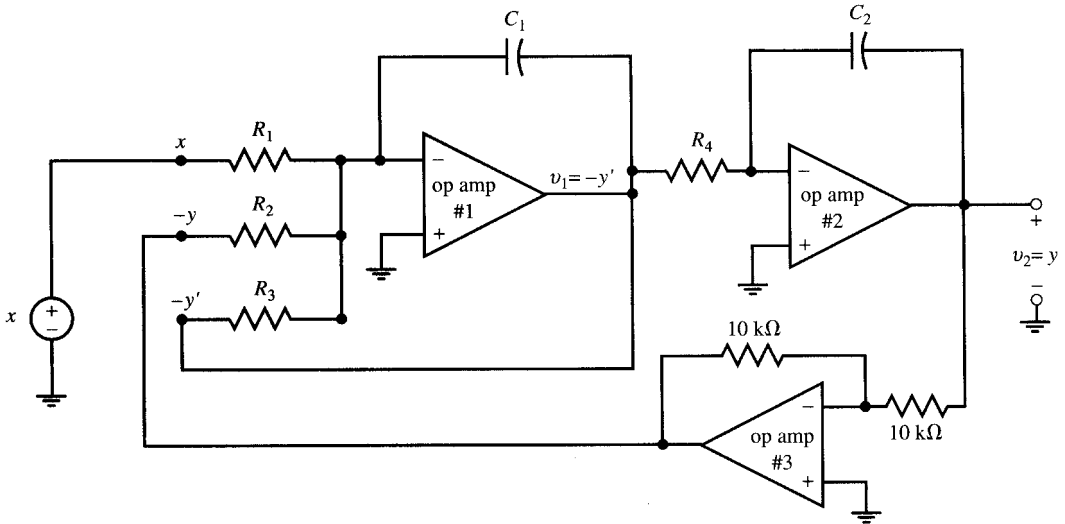 C₁
C₂
x
R₁
R₄
−
op amp
#1
+
v₁= −y′
−
op amp
#2
+
−y
R₂
+
v₂= y
−
−y′
R₃
x
+
−
10 kΩ
−
op amp
#3
+
10 kΩ